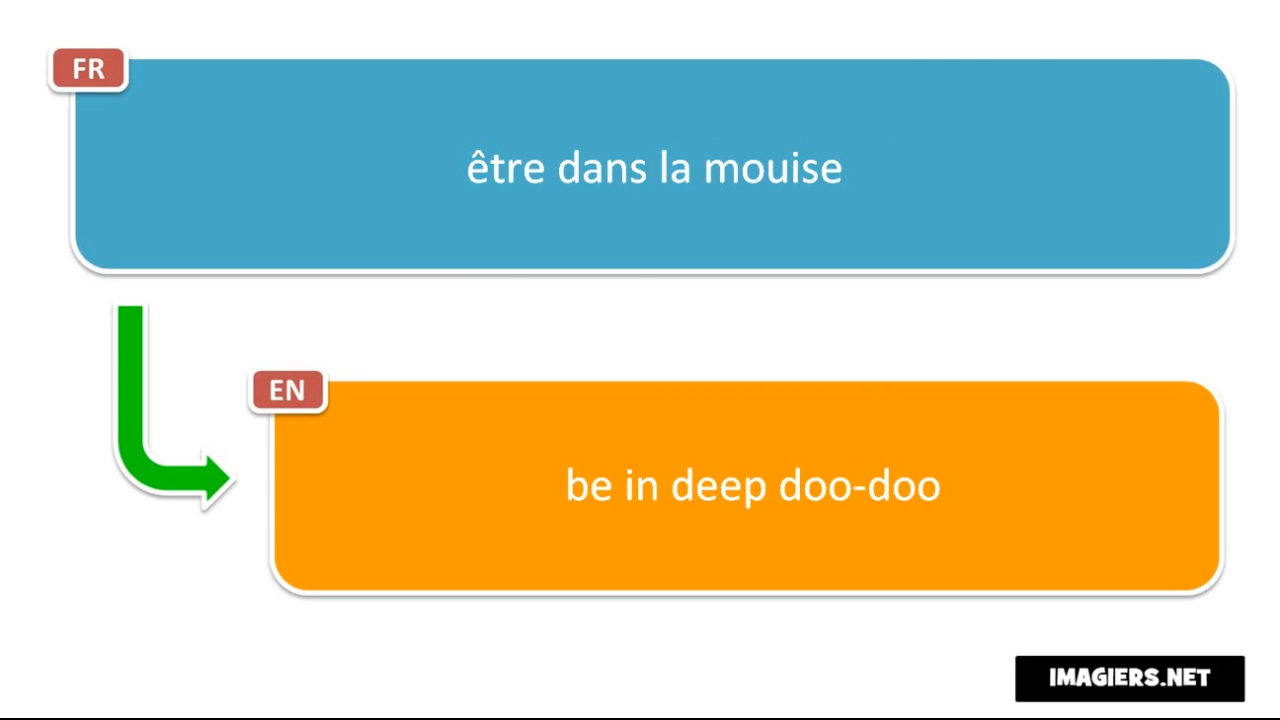 FR
être dans la mouise
EN
be in deep doo-doo
IMAGIERS.NET